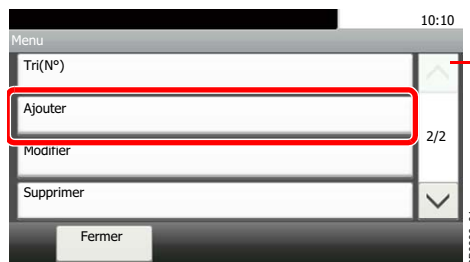 10:10
Menu
Tri(N°)
Ajouter
2/2
Modifier
Supprimer
Fermer